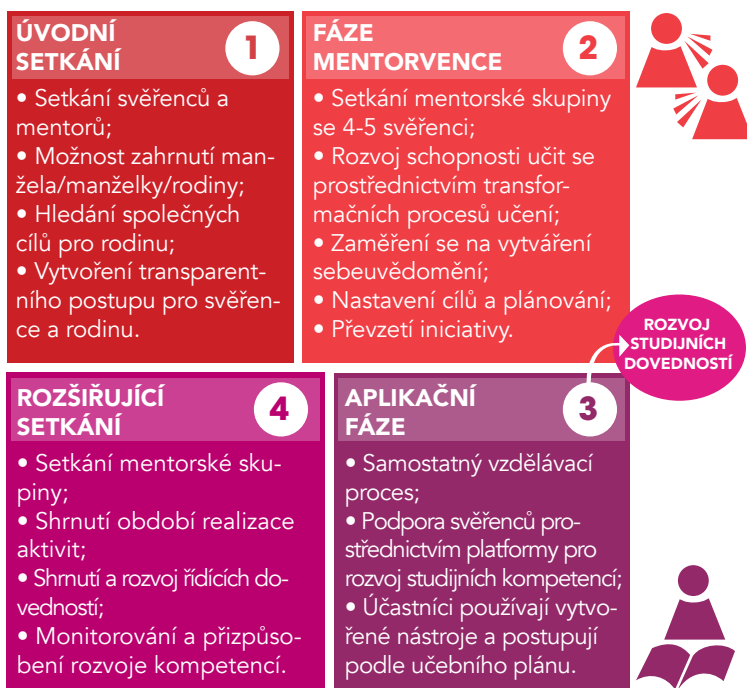 ÚVODNÍ
SETKÁNÍ
1
• Setkání svěřenců a
mentorů;
• Možnost zahrnutí man-
žela/manželky/rodiny;
• Hledání společných
cílů pro rodinu;
• Vytvoření transparent-
ního postupu pro svěřen-
ce a rodinu.
FÁZE
MENTORVENCE
2
• Setkání mentorské skupiny
se 4-5 svěřenci;
• Rozvoj schopnosti učit se
prostřednictvím transfor-
mačních procesů učení;
• Zaměření se na vytváření
sebeuvědomění;
• Nastavení cílů a plánování;
• Převzetí iniciativy.
ROZVOJ
STUDIJNÍCH
DOVEDNOSTÍ
ROZŠIŘUJÍCÍ
SETKÁNÍ
4
• Setkání mentorské sku-
piny;
• Shrnutí období realizace
aktivit;
• Shrnutí a rozvoj řídících do-
vedností;
• Monitorování a přizpůso-
bení rozvoje kompetencí.
APLIKAČNÍ
FÁZE
3
• Samostatný vzdělávací
proces;
• Podpora svěřenců pro-
střednictvím platformy pro
rozvoj studijních kompetencí;
• Účastníci používají vytvo-
řené nástroje a postupují
podle učebního plánu.